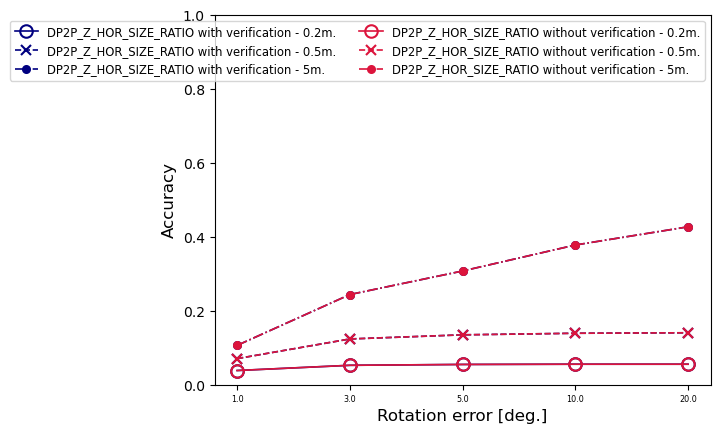 1.0
DP2P_Z_HOR_SIZE_RATIO with verification - 0.2m.
DP2P_Z_HOR_SIZE_RATIO with verification - 0.5m.
DP2P_Z_HOR_SIZE_RATIO with verification - 5m.
DP2P_Z_HOR_SIZE_RATIO without verification - 0.2m.
DP2P_Z_HOR_SIZE_RATIO without verification - 0.5m.
DP2P_Z_HOR_SIZE_RATIO without verification - 5m.
0.8
0.6
0.4
0.2
0.0
Accuracy
1.0 3.0 5.0 10.0 20.0
Rotation error [deg.]